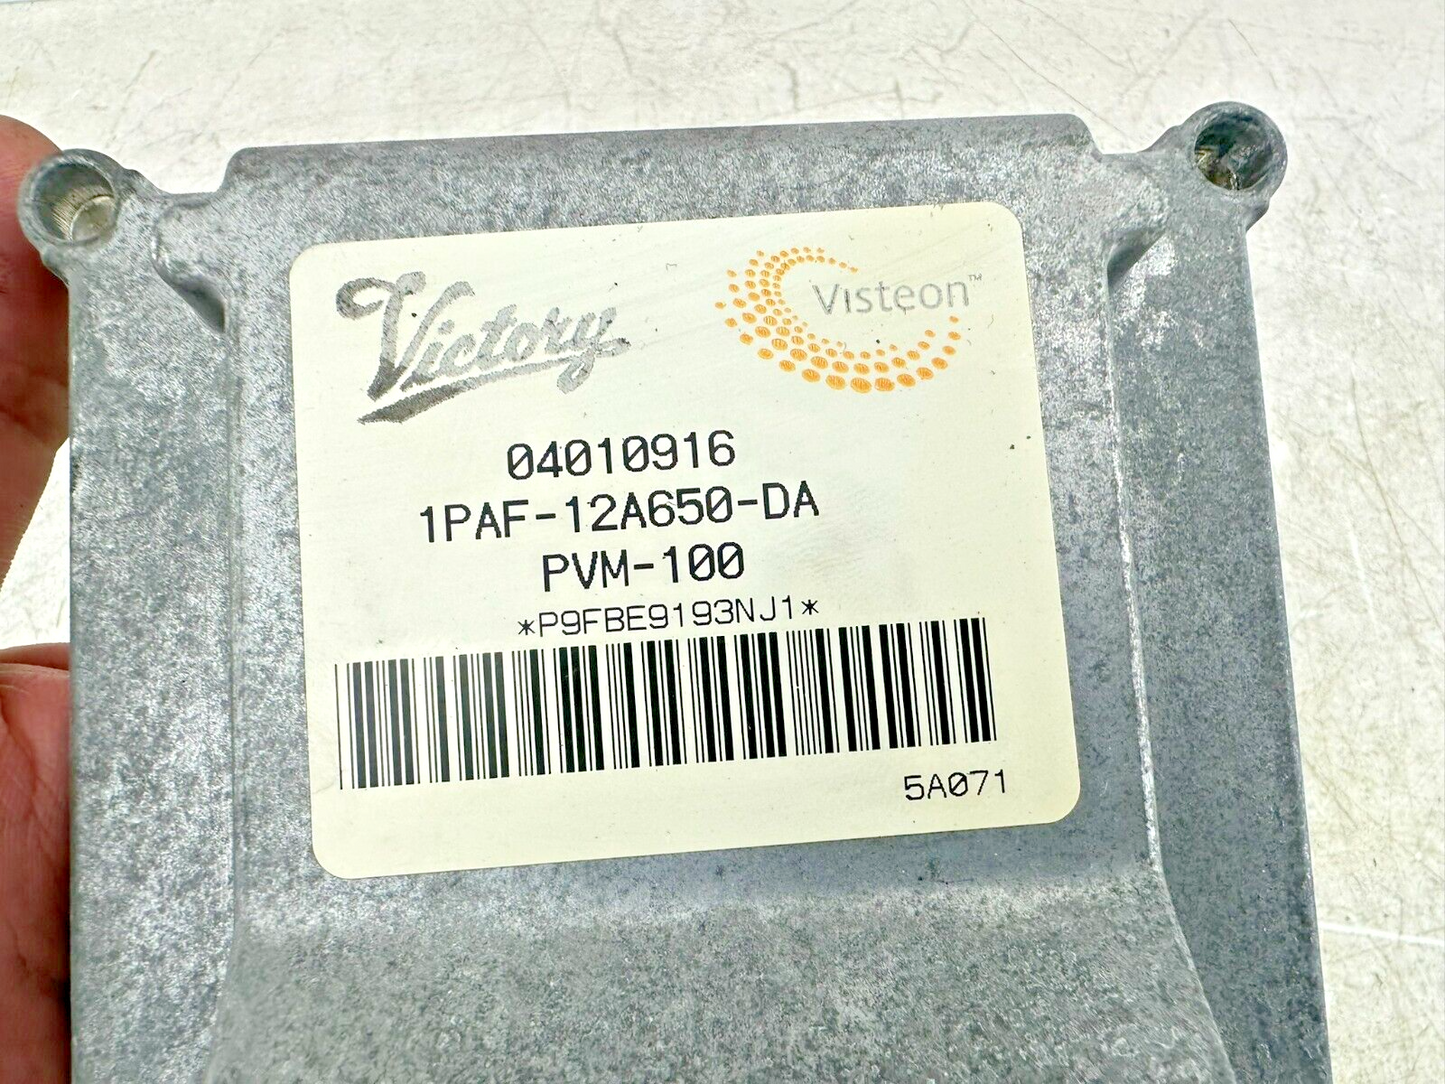 Victory
Visteon™
04010916
1PAF-12A650-DA
PVM-100
*P9FBE9193NJ1*
5A071